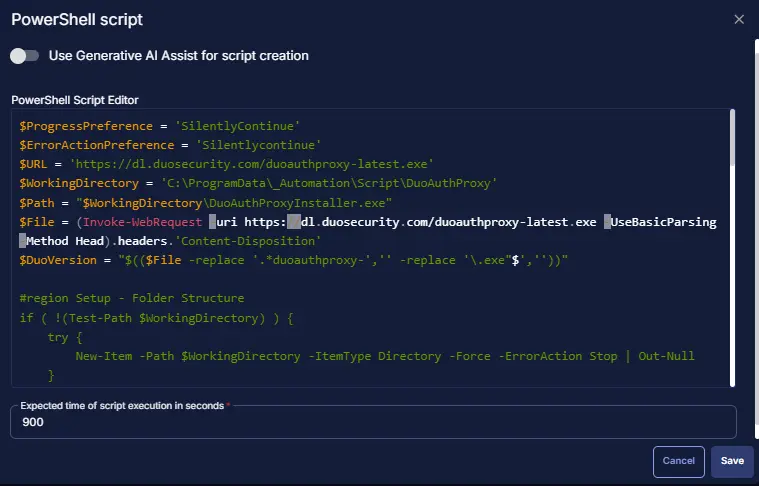 PowerShell script
Use Generative AI Assist for script creation
PowerShell Script Editor
$ProgressPreference = 'SilentlyContinue'
$ErrorActionPreference = 'Silentlycontinue'
$URL = 'https://dl.duosecurity.com/duoauthproxy-latest.exe'
$WorkingDirectory = 'C:\ProgramData\_Automation\Script\DuoAuthProxy'
$Path = "$WorkingDirectory\DuoAuthProxyInstaller.exe"
$File = (Invoke-WebRequest -uri https://dl.duosecurity.com/duoauthproxy-latest.exe -UseBasicParsing
-Method Head).headers.'Content-Disposition'
$DuoVersion = "$(($File -replace '.*duoauthproxy-','' -replace '\.exe"$',''))"
#region Setup - Folder Structure
if ( !(Test-Path $WorkingDirectory) ) {
try {
New-Item -Path $WorkingDirectory -ItemType Directory -Force -ErrorAction Stop | Out-Null
}
Expected time of script execution in seconds *
900
Cancel
Save